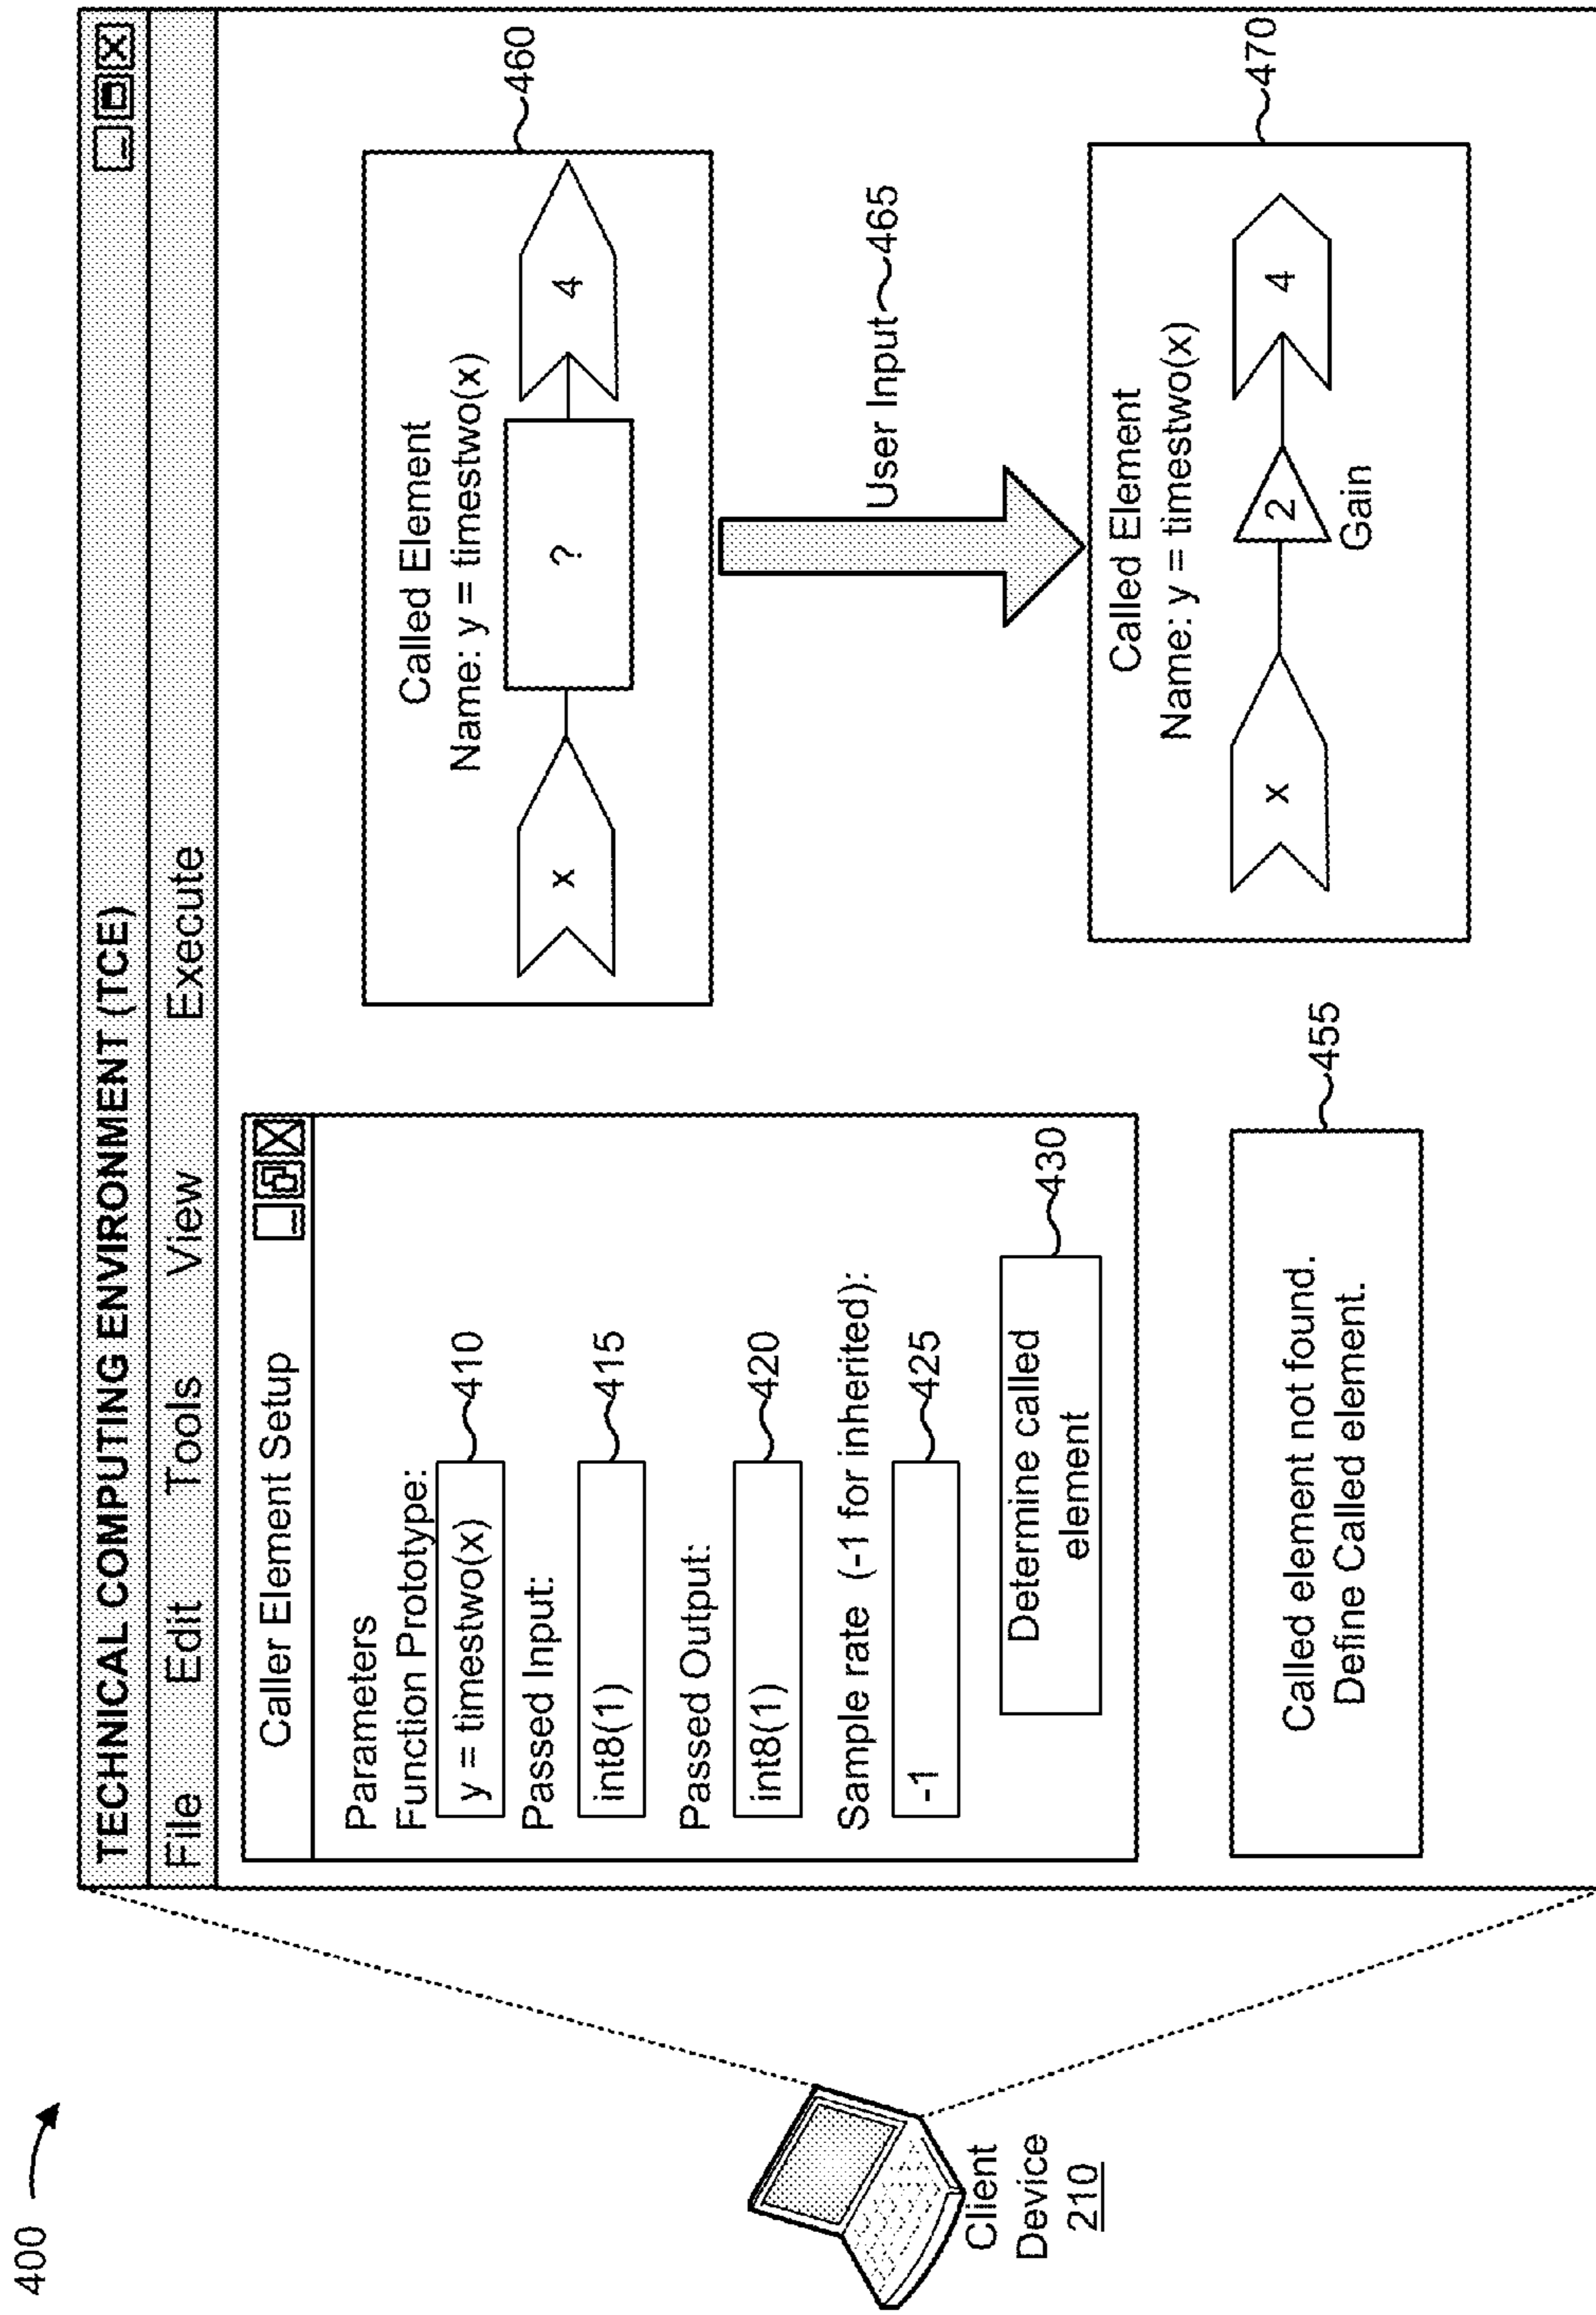 400
TECHNICAL COMPUTING ENVIRONMENT (TCE)
File Edit Tools View Execute
Caller Element Setup
Parameters
Function Prototype:
y = timestwo(x)
410
Passed Input:
int8(1)
415
Passed Output:
int8(1)
420
Sample rate (-1 for inherited):
-1
425
Determine called
element
430
Called element not found.
Define Called element.
455
Called Element
Name: y = timestwo(x)
x
?
4
460
User Input
465
Called Element
Name: y = timestwo(x)
x
2
4
Gain
470
Client
Device
210